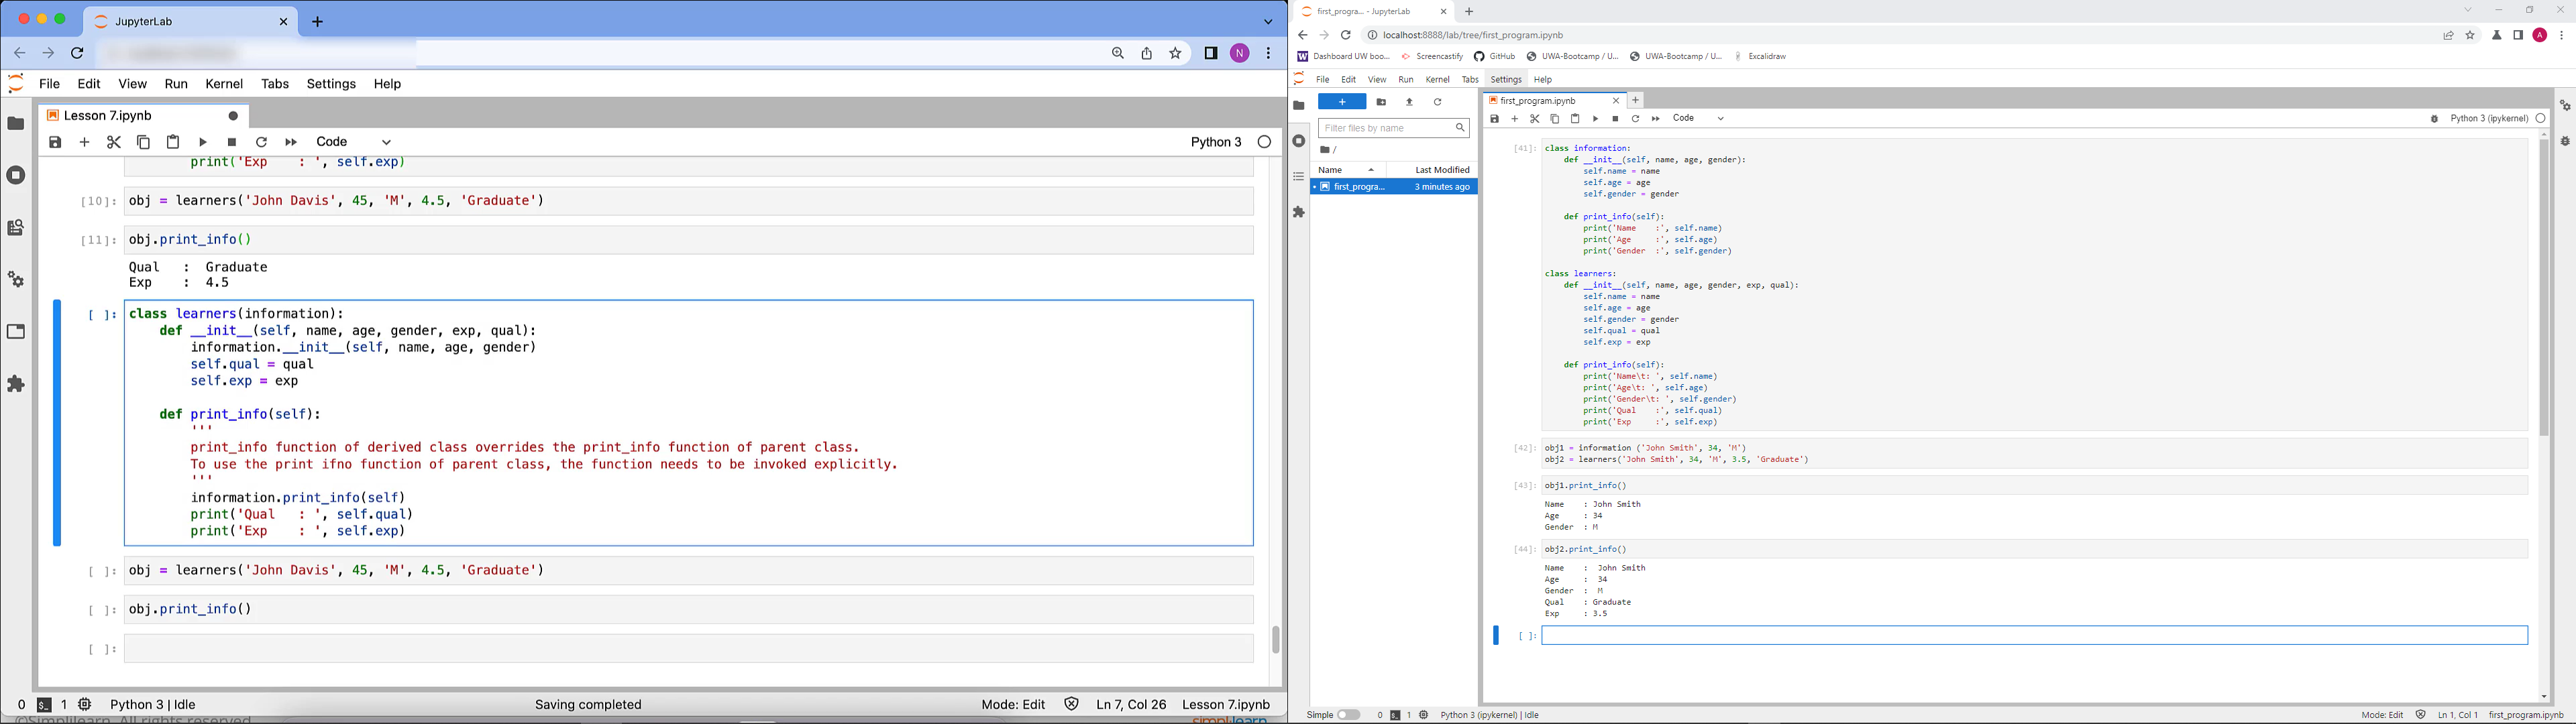 JupyterLab
N
File Edit View Run Kernel Tabs Settings Help
Lesson 7.ipynb
Code
Python 3
print('Exp    : ', self.exp)
[10]: obj = learners('John Davis', 45, 'M', 4.5, 'Graduate')
[11]: obj.print_info()
Qual   :  Graduate
Exp    :  4.5
[ ]: class learners(information):
    def __init__(self, name, age, gender, exp, qual):
        information.__init__(self, name, age, gender)
        self.qual = qual
        self.exp = exp
    def print_info(self):
        '''
        print_info function of derived class overrides the print_info function of parent class.
        To use the print ifno function of parent class, the function needs to be invoked explicitly.
        '''
        information.print_info(self)
        print('Qual   : ', self.qual)
        print('Exp    : ', self.exp)
[ ]: obj = learners('John Davis', 45, 'M', 4.5, 'Graduate')
[ ]: obj.print_info()
[ ]:
0 1 Python 3 | Idle Saving completed Mode: Edit Ln 7, Col 26 Lesson 7.ipynb
©Simplilearn. All rights reserved
simplilearn
first_progra... - JupyterLab
localhost:8888/lab/tree/first_program.ipynb
A
Dashboard UW boo... Screencastify GitHub UWA-Bootcamp / U... UWA-Bootcamp / U... Excalidraw
File Edit View Run Kernel Tabs Settings Help
+
Filter files by name
/
Name Last Modified
first_progra... 3 minutes ago
first_program.ipynb
Code
Python 3 (ipykernel)
[41]: class information:
    def __init__(self, name, age, gender):
        self.name = name
        self.age = age
        self.gender = gender
    def print_info(self):
        print('Name    :', self.name)
        print('Age     :', self.age)
        print('Gender  :', self.gender)
class learners:
    def __init__(self, name, age, gender, exp, qual):
        self.name = name
        self.age = age
        self.gender = gender
        self.qual = qual
        self.exp = exp
    def print_info(self):
        print('Name\t: ', self.name)
        print('Age\t: ', self.age)
        print('Gender\t: ', self.gender)
        print('Qual    :', self.qual)
        print('Exp     :', self.exp)
[42]: obj1 = information ('John Smith', 34, 'M')
obj2 = learners('John Smith', 34, 'M', 3.5, 'Graduate')
[43]: obj1.print_info()
Name    : John Smith
Age     : 34
Gender  : M
[44]: obj2.print_info()
Name    :  John Smith
Age     :  34
Gender  :  M
Qual    : Graduate
Exp     : 3.5
[ ]:
Simple 0 1 Python 3 (ipykernel) | Idle Mode: Edit Ln 1, Col 1 first_program.ipynb